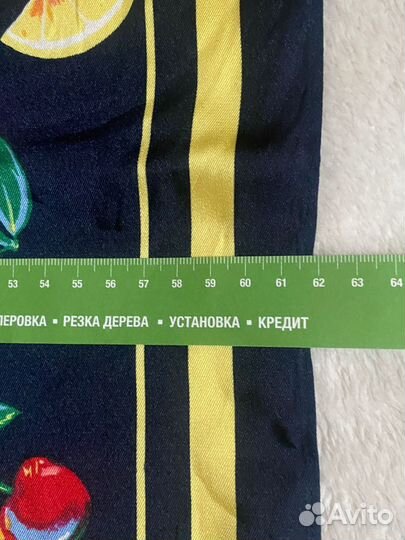 53 54 55 56 57 58 59 60 61 62 63 64
ЛЕРОВКА • РЕЗКА ДЕРЕВА • УСТАНОВКА • КРЕДИТ
Avito